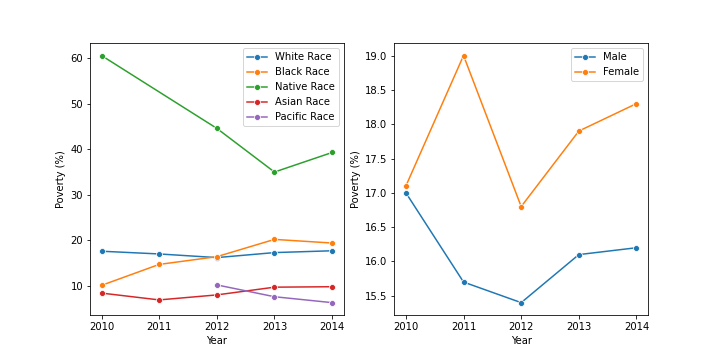 60
50
40
30
20
10
Poverty (%)
2010 2011 2012 2013 2014
Year
White Race
Black Race
Native Race
Asian Race
Pacific Race
19.0
18.5
18.0
17.5
17.0
16.5
16.0
15.5
Poverty (%)
2010 2011 2012 2013 2014
Year
Male
Female